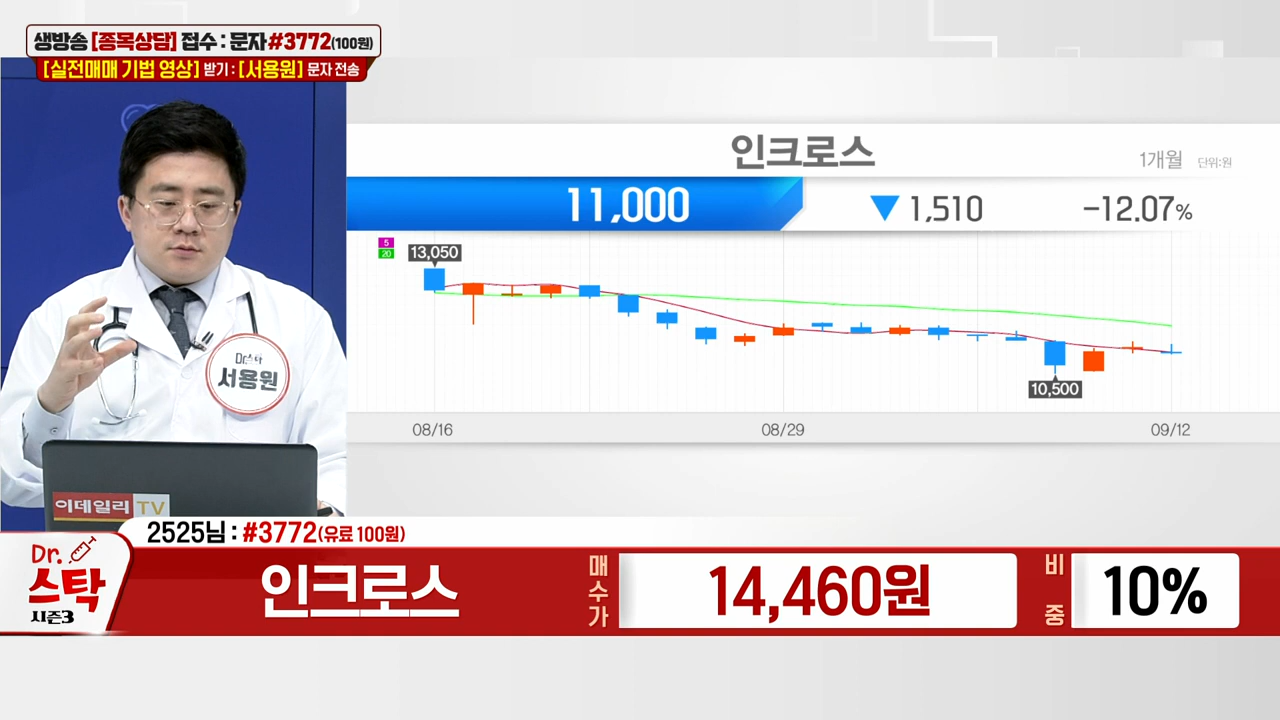 생방송 [종목상담] 접수 : 문자#3772(100원)
[실전매매 기법 영상] 받기 : [서용원] 문자 전송
인크로스
1개월 단위:원
11,000 ▼ 1,510 -12.07%
5
20
13,050
10,500
08/16 08/29 09/12
Dr.스탁
서용원
이데일리 TV
2525님 : #3772(유료 100원)
Dr.
스탁
시즌3
인크로스 매수가 14,460원 비중 10%